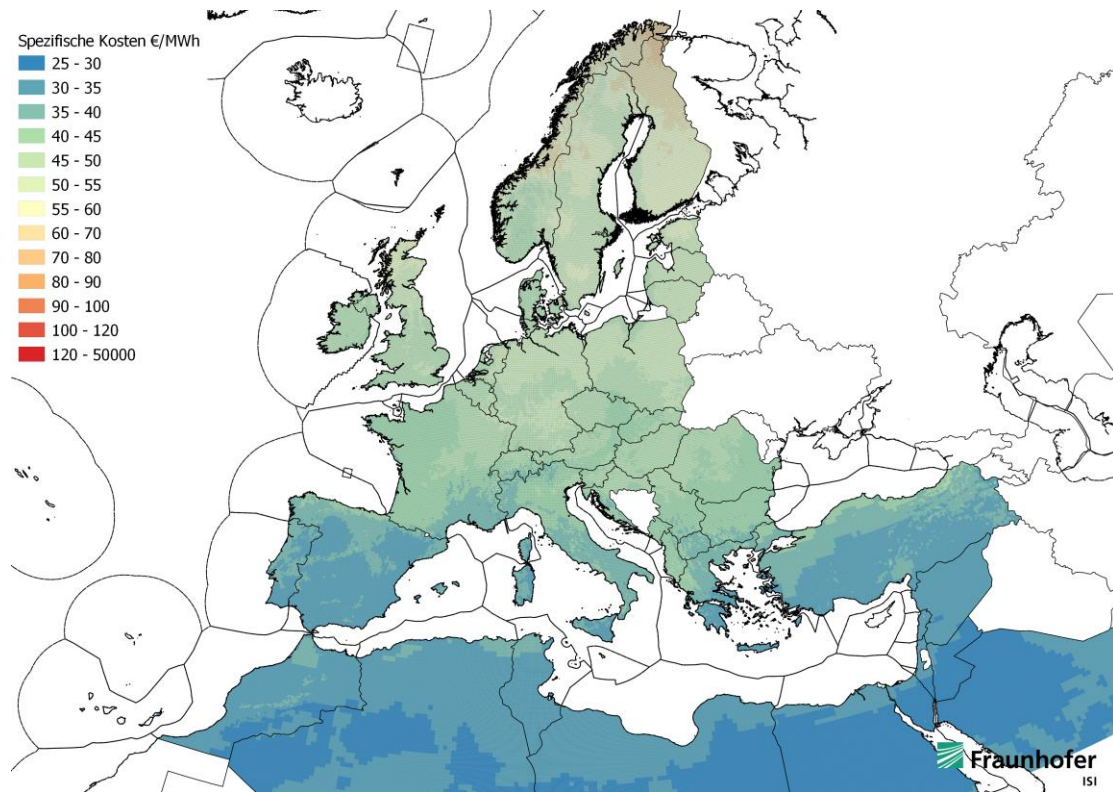 Spezifische Kosten €/MWh
25 - 30
30 - 35
35 - 40
40 - 45
45 - 50
50 - 55
55 - 60
60 - 70
70 - 80
80 - 90
90 - 100
100 - 120
120 - 50000
Fraunhofer
ISI